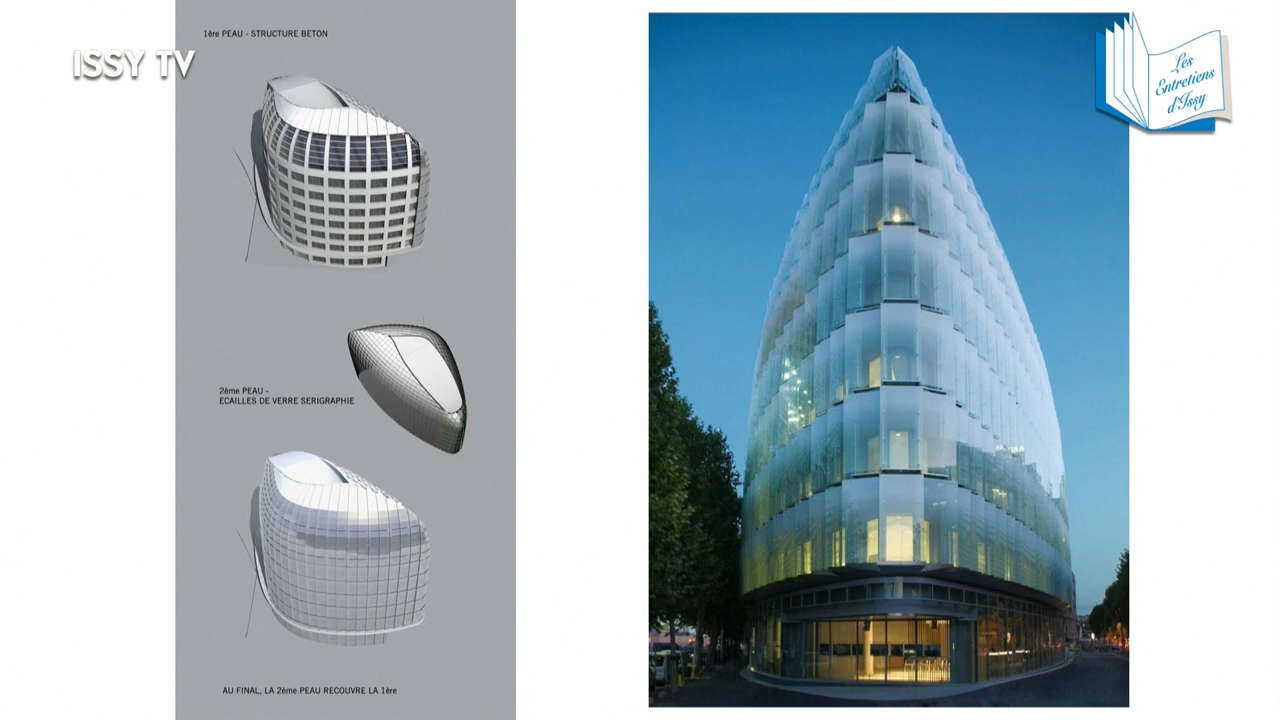 1ère PEAU - STRUCTURE BETON
ISSY TV
Les
Entretiens
d'Issy
2ème PEAU -
ECAILLES DE VERRE SERIGRAPHIE
AU FINAL, LA 2ème PEAU RECOUVRE LA 1ère